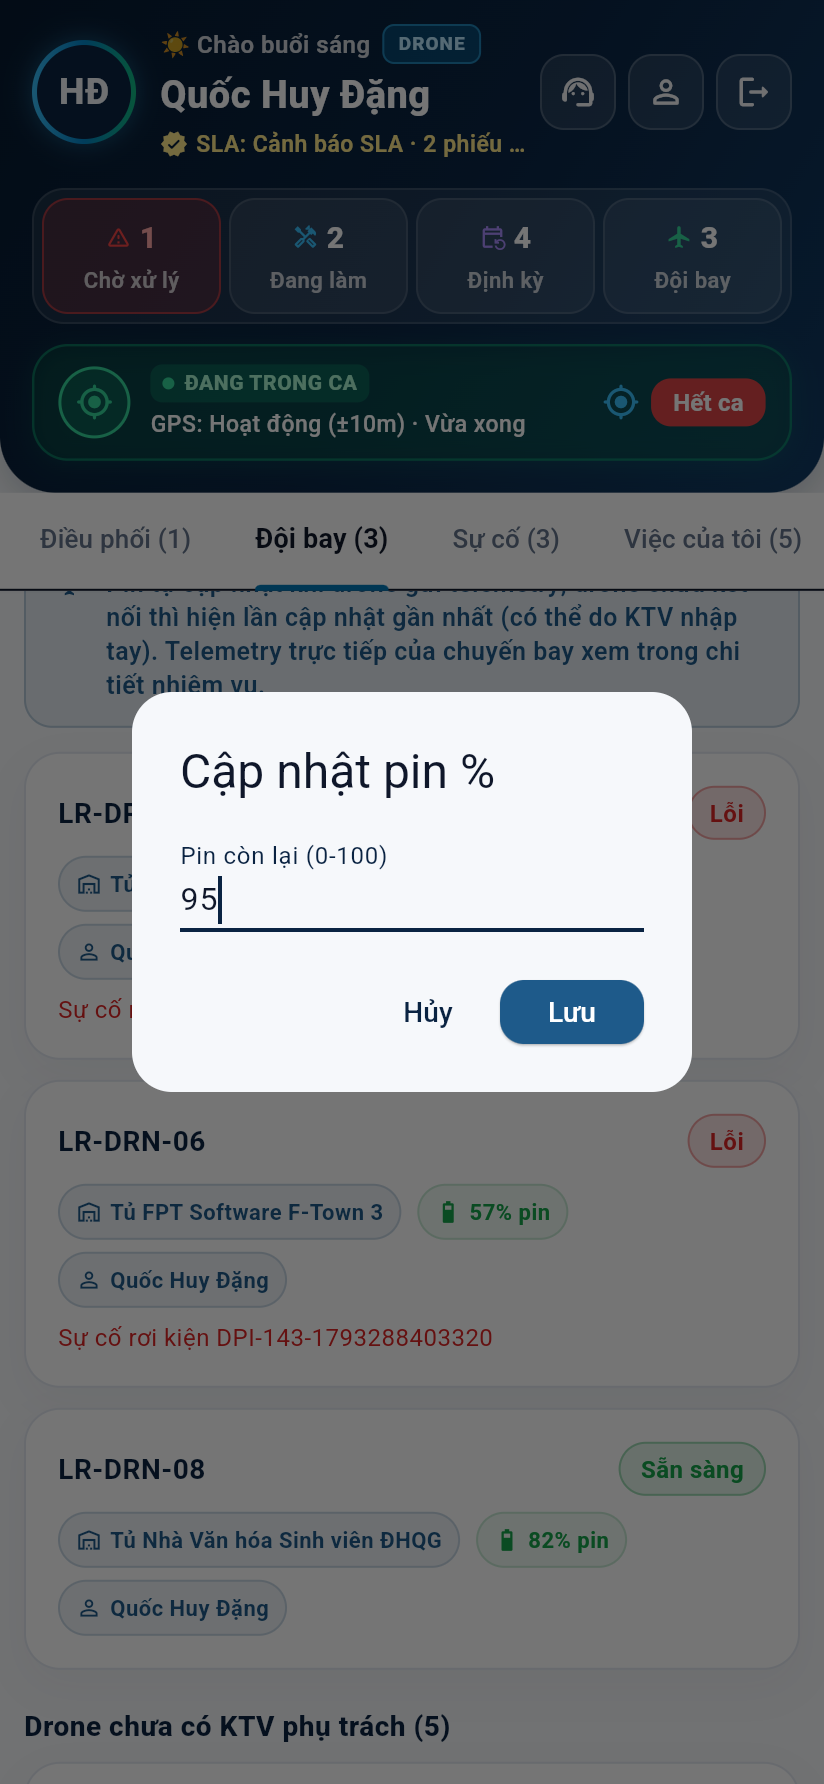 HĐ
Chào buổi sáng
DRONE
Quốc Huy Đặng
SLA: Cảnh báo SLA · 2 phiếu ...
1
Chờ xử lý
2
Đang làm
4
Định kỳ
3
Đội bay
ĐANG TRONG CA
GPS: Hoạt động (±10m) · Vừa xong
Hết ca
Điều phối (1)
Đội bay (3)
Sự cố (3)
Việc của tôi (5)
nối thì hiện lần cập nhật gần nhất (có thể do KTV nhập
tay). Telemetry trực tiếp của chuyến bay xem trong chi
tiết nhiệm vụ.
Cập nhật pin %
Pin còn lại (0-100)
95
Hủy
Lưu
Lỗi
Tủ
Sự cố
LR-DRN-06
Lỗi
Tủ FPT Software F-Town 3
57% pin
Quốc Huy Đặng
Sự cố rơi kiện DPI-143-1793288403320
LR-DRN-08
Sẵn sàng
Tủ Nhà Văn hóa Sinh viên ĐHQG
82% pin
Quốc Huy Đặng
Drone chưa có KTV phụ trách (5)